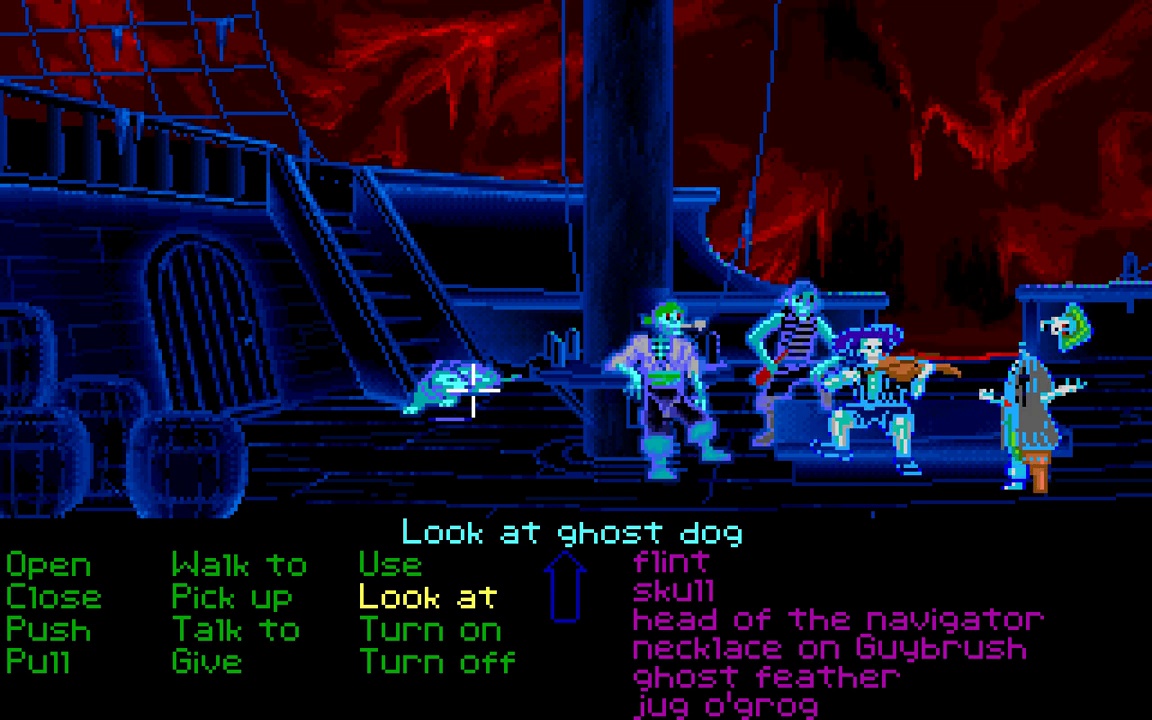 Look at ghost dog
Open Walk to Use
Close Pick up Look at
Push Talk to Turn on
Pull Give Turn off
flint
skull
head of the navigator
necklace on Guybrush
ghost feather
jug o'grog